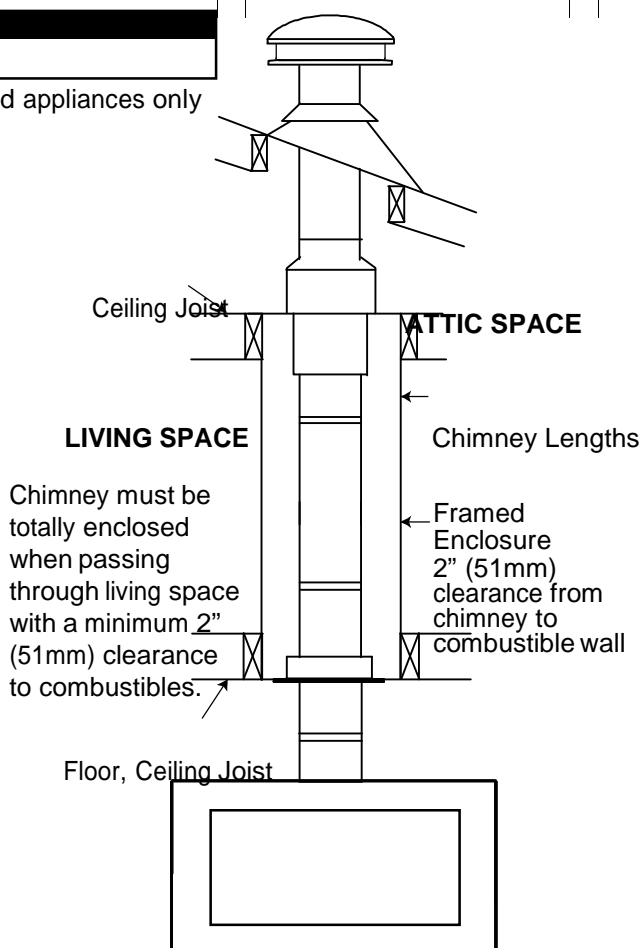 d appliances only
Ceiling Joist
ATTIC SPACE
LIVING SPACE
Chimney Lengths
Chimney must be
totally enclosed
when passing
through living space
with a minimum 2”
(51mm) clearance
to combustibles.
Framed
Enclosure
2” (51mm)
clearance from
chimney to
combustible wall
Floor, Ceiling Joist